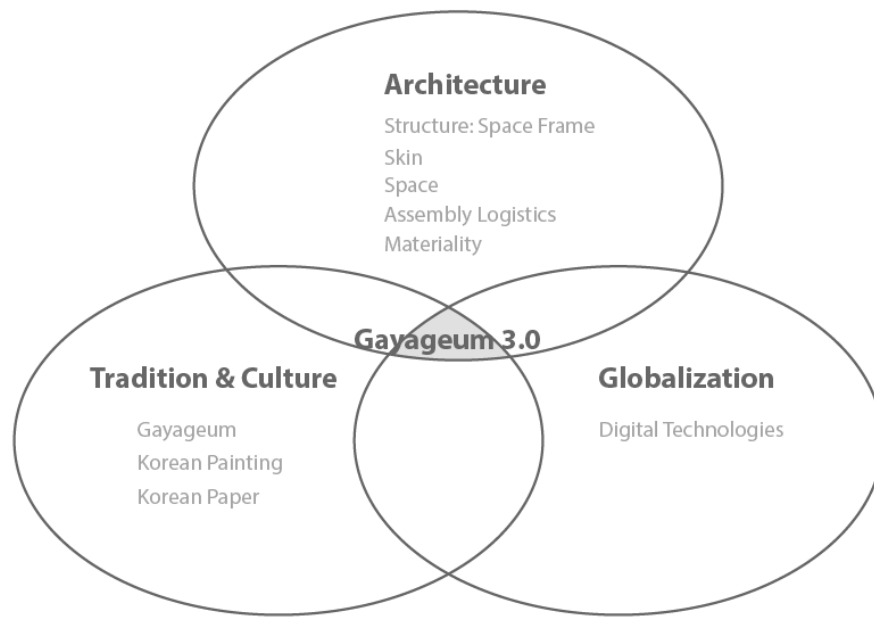 Architecture
Structure: Space Frame
Skin
Space
Assembly Logistics
Materiality
Gayageum 3.0
Tradition & Culture
Gayageum
Korean Painting
Korean Paper
Globalization
Digital Technologies